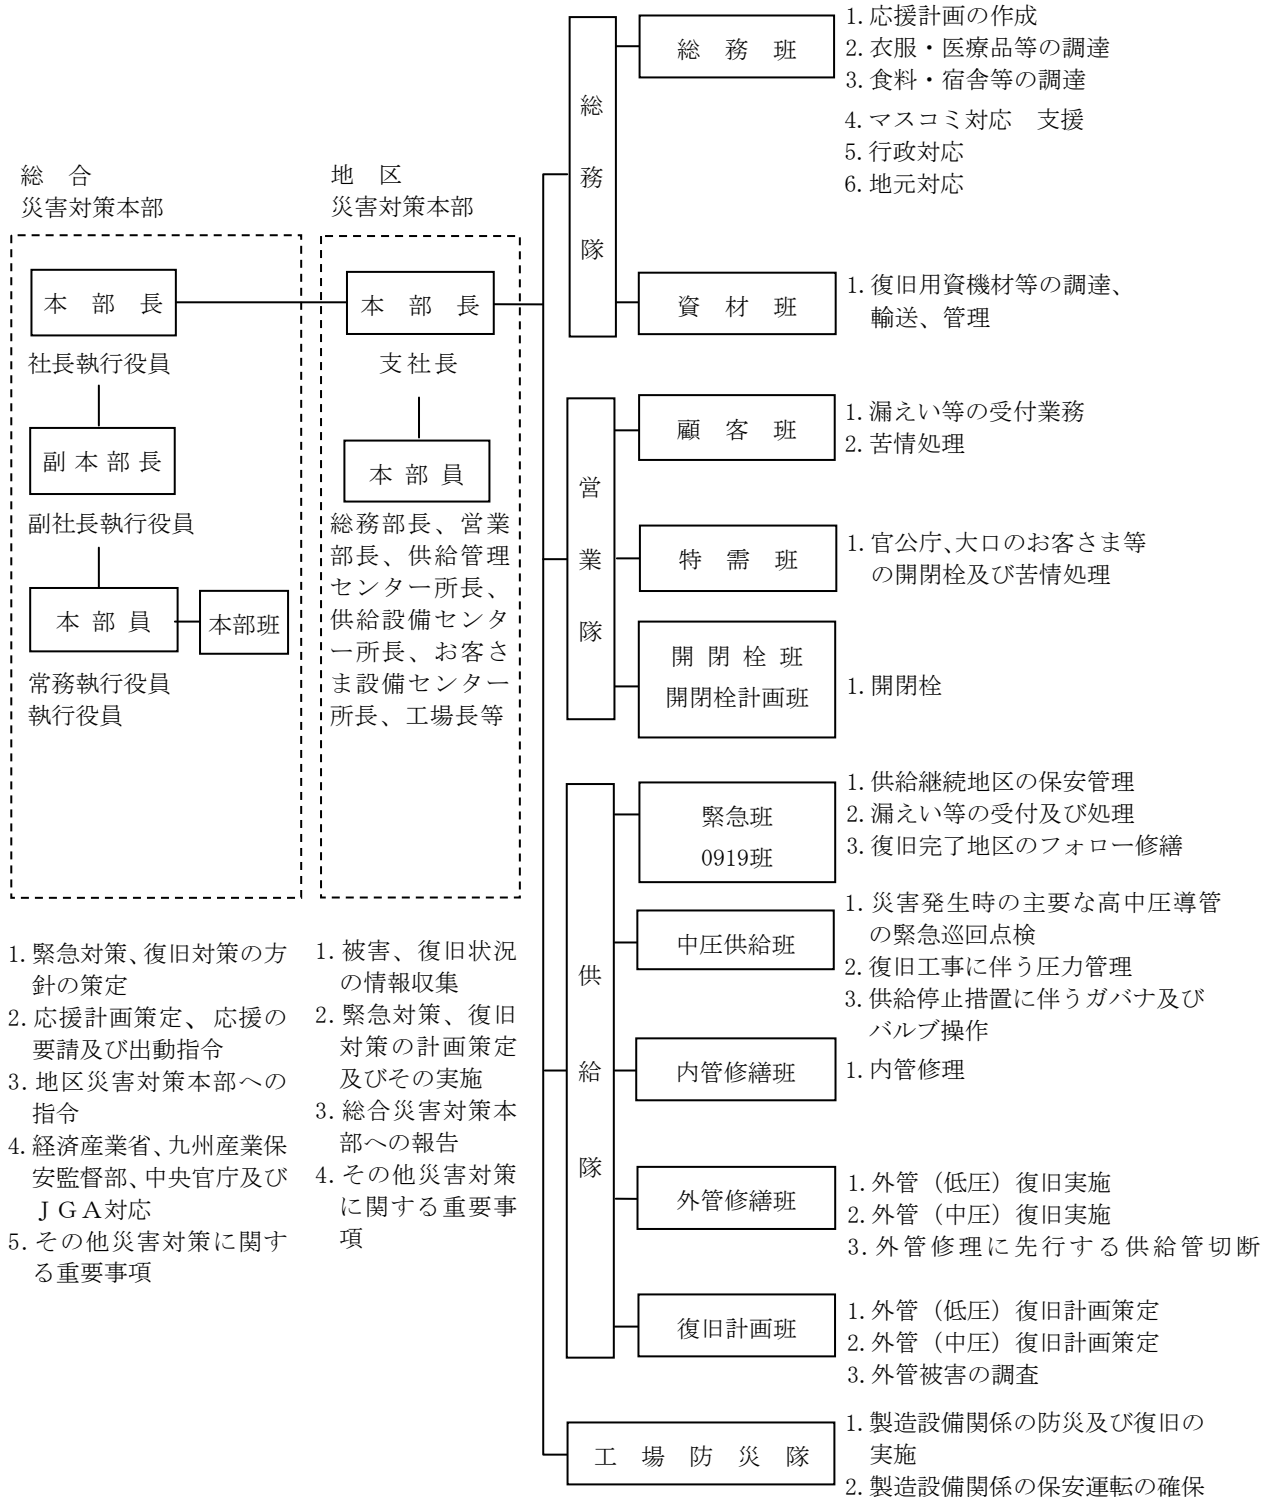 総　合
災害対策本部
本　部　長
社長執行役員
副 本 部 長
副社長執行役員
本 部 員
本部班
常務執行役員
執行役員
1. 緊急対策、復旧対策の方
針の策定
2. 応援計画策定、応援の
要請及び出動指令
3. 地区災害対策本部への
指令
4. 経済産業省、九州産業保
安監督部、中央官庁及び
ＪＧＡ対応
5. その他災害対策に関す
る重要事項
地　区
災害対策本部
本　部　長
支社長
本 部 員
総務部長、営業
部長、供給管理
センター所長、
供給設備センタ
ー所長、お客さ
ま設備センター
所長、工場長等
1. 被害、復旧状況
の情報収集
2. 緊急対策、復旧
対策の計画策定
及びその実施
3. 総合災害対策本
部への報告
4. その他災害対策
に関する重要事
項
総務隊
総　務　班
1. 応援計画の作成
2. 衣服・医療品等の調達
3. 食料・宿舎等の調達
4. マスコミ対応　支援
5. 行政対応
6. 地元対応
資　材　班
1. 復旧用資機材等の調達、
輸送、管理
営業隊
顧　客　班
1. 漏えい等の受付業務
2. 苦情処理
特　需　班
1. 官公庁、大口のお客さま等
の開閉栓及び苦情処理
開 閉 栓 班
開閉栓計画班
1. 開閉栓
供給隊
緊急班
0919班
1. 供給継続地区の保安管理
2. 漏えい等の受付及び処理
3. 復旧完了地区のフォロー修繕
中圧供給班
1. 災害発生時の主要な高中圧導管
の緊急巡回点検
2. 復旧工事に伴う圧力管理
3. 供給停止措置に伴うガバナ及び
バルブ操作
内管修繕班
1. 内管修理
外管修繕班
1. 外管（低圧）復旧実施
2. 外管（中圧）復旧実施
3. 外管修理に先行する供給管切断
復旧計画班
1. 外管（低圧）復旧計画策定
2. 外管（中圧）復旧計画策定
3. 外管被害の調査
工　場　防　災　隊
1. 製造設備関係の防災及び復旧の
実施
2. 製造設備関係の保安運転の確保